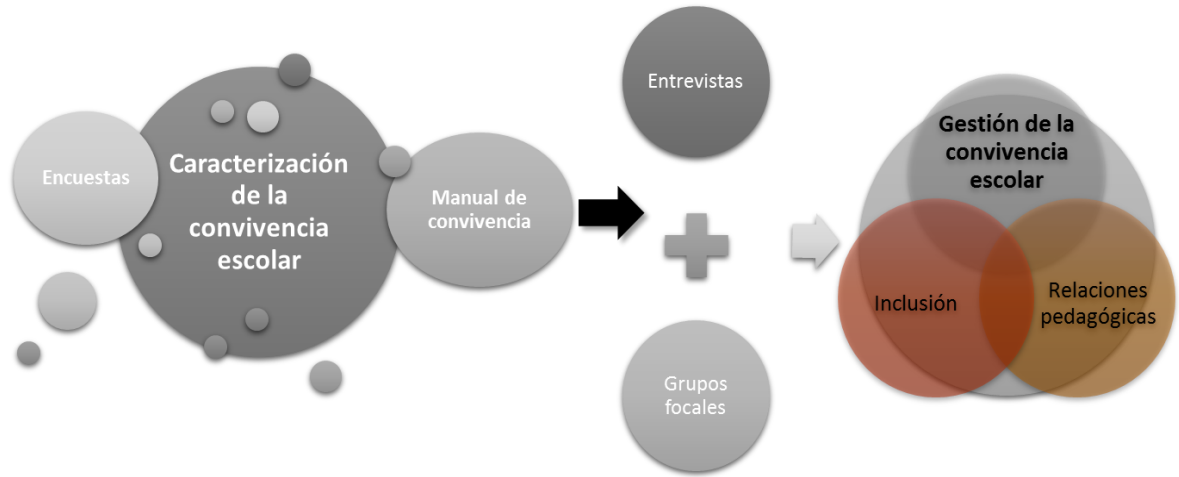 Encuestas
Caracterización
de la
convivencia
escolar
Manual de
convivencia
Entrevistas
Grupos
focales
Gestión de la
convivencia
escolar
Inclusión
Relaciones
pedagógicas